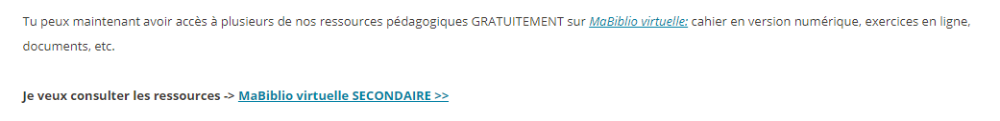 Tu peux maintenant avoir accès à plusieurs de nos ressources pédagogiques GRATUITEMENT sur MaBiblio virtuelle: cahier en version numérique, exercices en ligne,
documents, etc.
Je veux consulter les ressources -> MaBiblio virtuelle SECONDAIRE >>